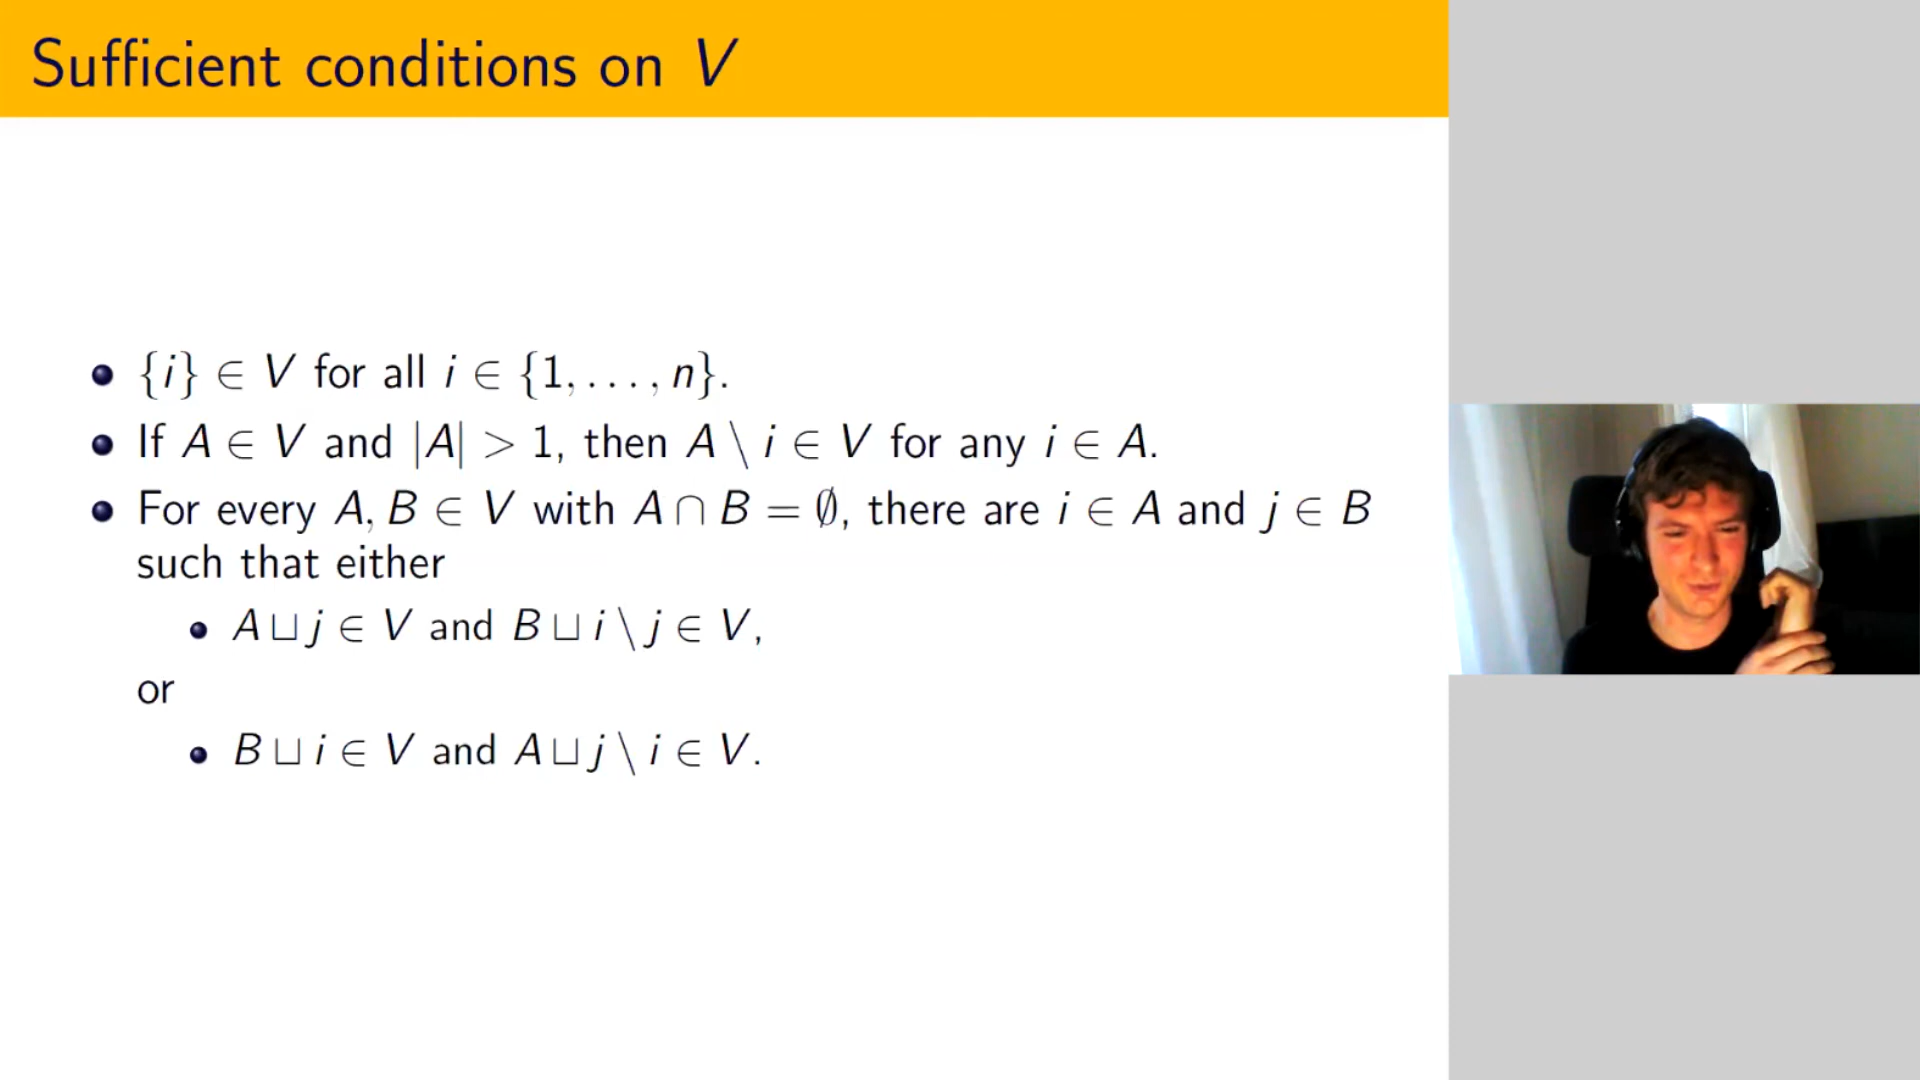 Sufficient conditions on V
• {i} ∈ V for all i ∈ {1, . . . , n}.
• If A ∈ V and |A| > 1, then A \ i ∈ V for any i ∈ A.
• For every A, B ∈ V with A ∩ B = ∅, there are i ∈ A and j ∈ B
such that either
• A ⊔ j ∈ V and B ⊔ i \ j ∈ V,
or
• B ⊔ i ∈ V and A ⊔ j \ i ∈ V.